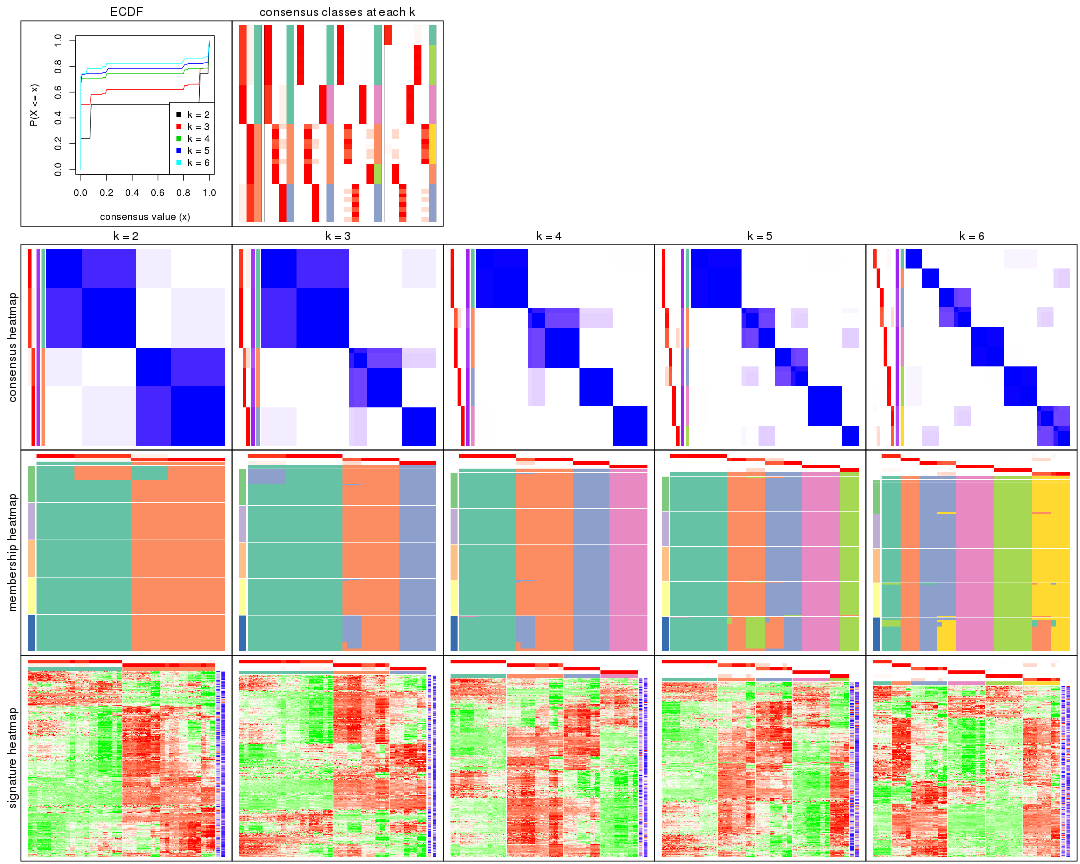 ECDF
consensus classes at each k
P(X <= x)
0.0 0.2 0.4 0.6 0.8 1.0
k = 2
k = 3
k = 4
k = 5
k = 6
0.0 0.2 0.4 0.6 0.8 1.0
consensus value (x)
k = 2 k = 3 k = 4 k = 5 k = 6
consensus heatmap
membership heatmap
signature heatmap